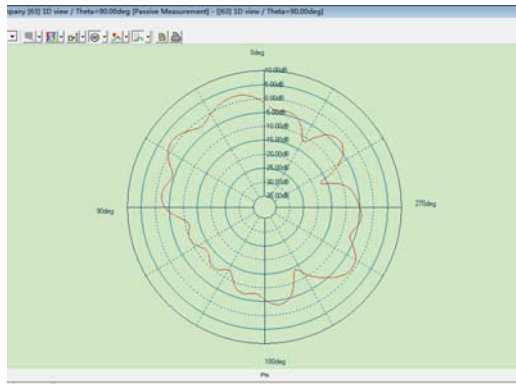 mpany [63] 1D view / Theta=90.00deg [Passive Measurement] - [[63] 1D view / Theta=90.00deg]
0deg
10.00dB
5.00dB
0.00dB
-5.00dB
-10.00dB
-15.00dB
-20.00dB
-25.00dB
-30.00dB
-35.00dB
90deg
270deg
180deg
Phi